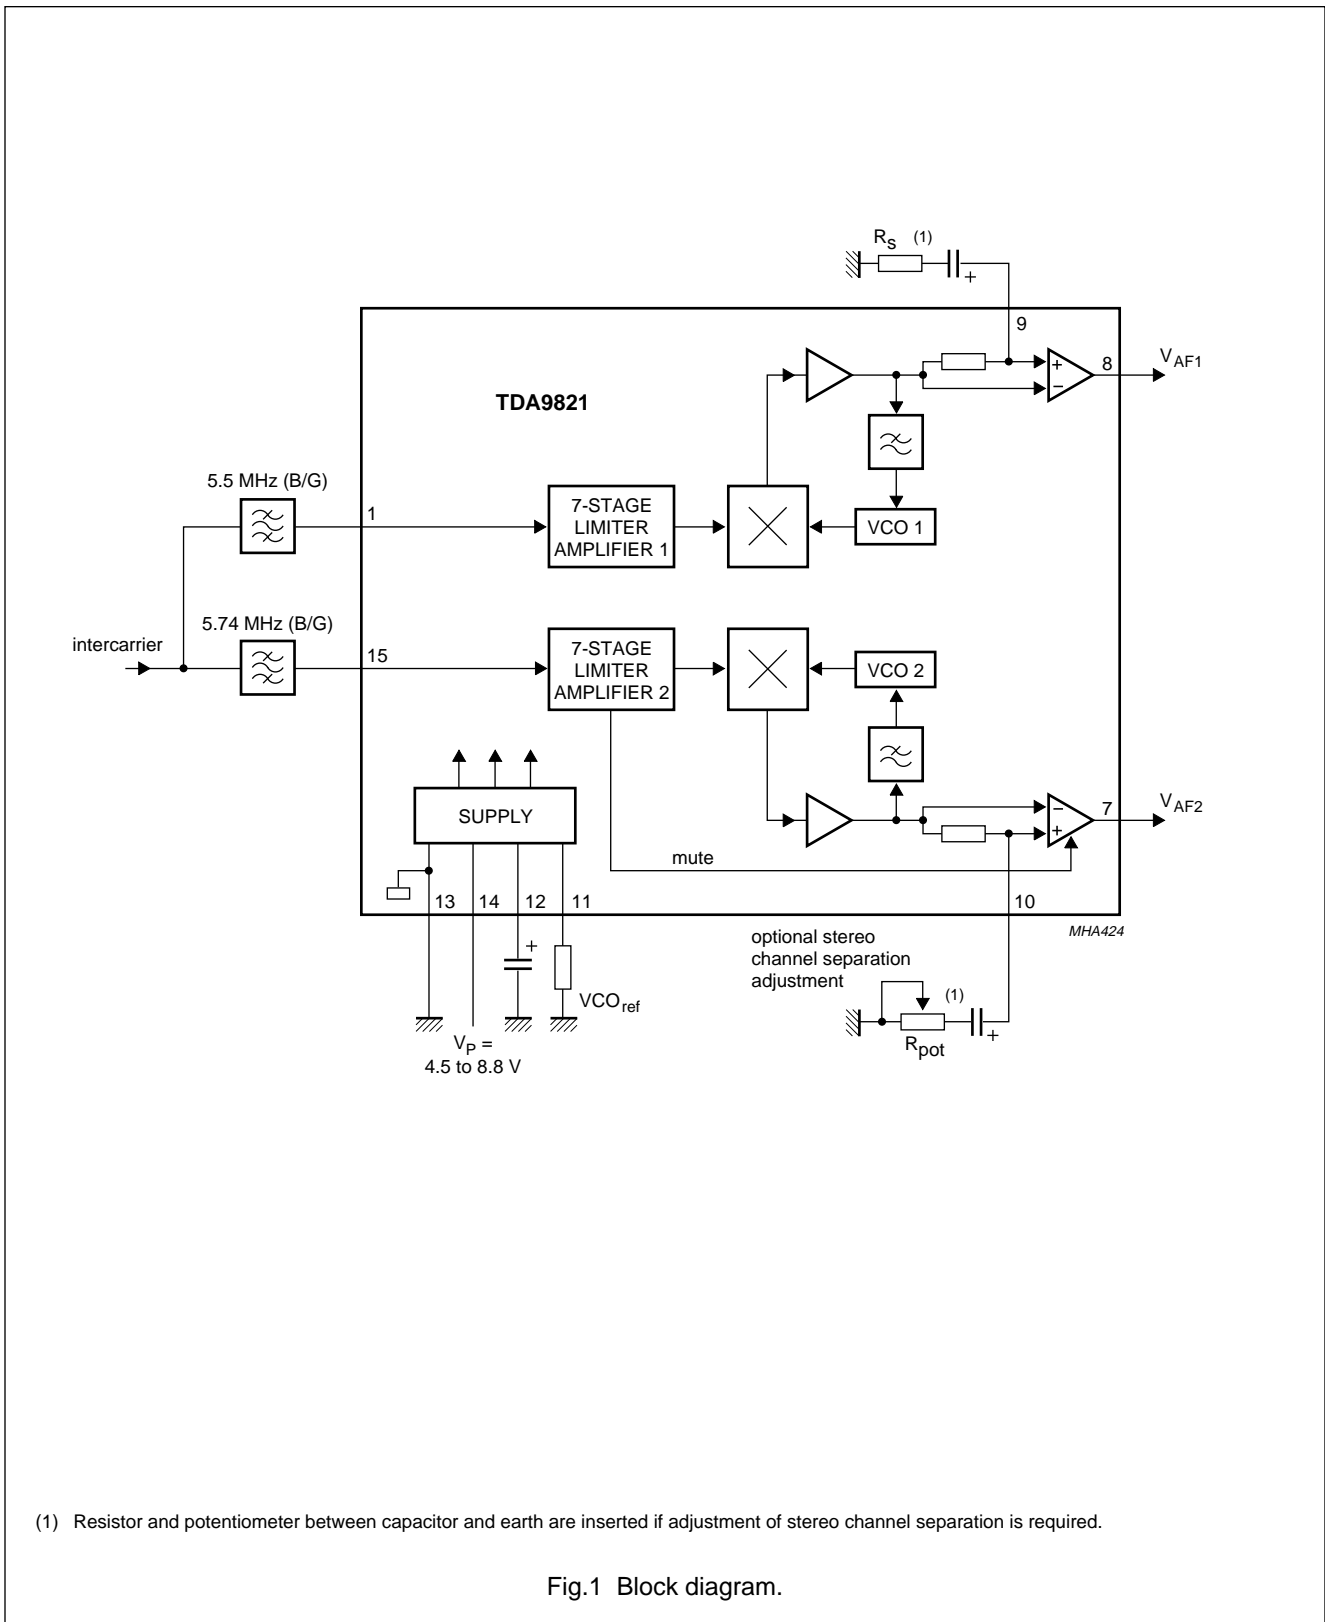 R_S (1)
9
8
V_AF1
+
+
−
TDA9821
5.5 MHz (B/G)
1
7-STAGE
LIMITER
AMPLIFIER 1
VCO 1
5.74 MHz (B/G)
intercarrier
15
7-STAGE
LIMITER
AMPLIFIER 2
VCO 2
SUPPLY
7
V_AF2
−
+
mute
13
14
12
11
10
MHA424
+
VCO_ref
optional stereo
channel separation
adjustment
(1)
+
R_pot
V_P =
4.5 to 8.8 V
(1) Resistor and potentiometer between capacitor and earth are inserted if adjustment of stereo channel separation is required.
Fig.1 Block diagram.